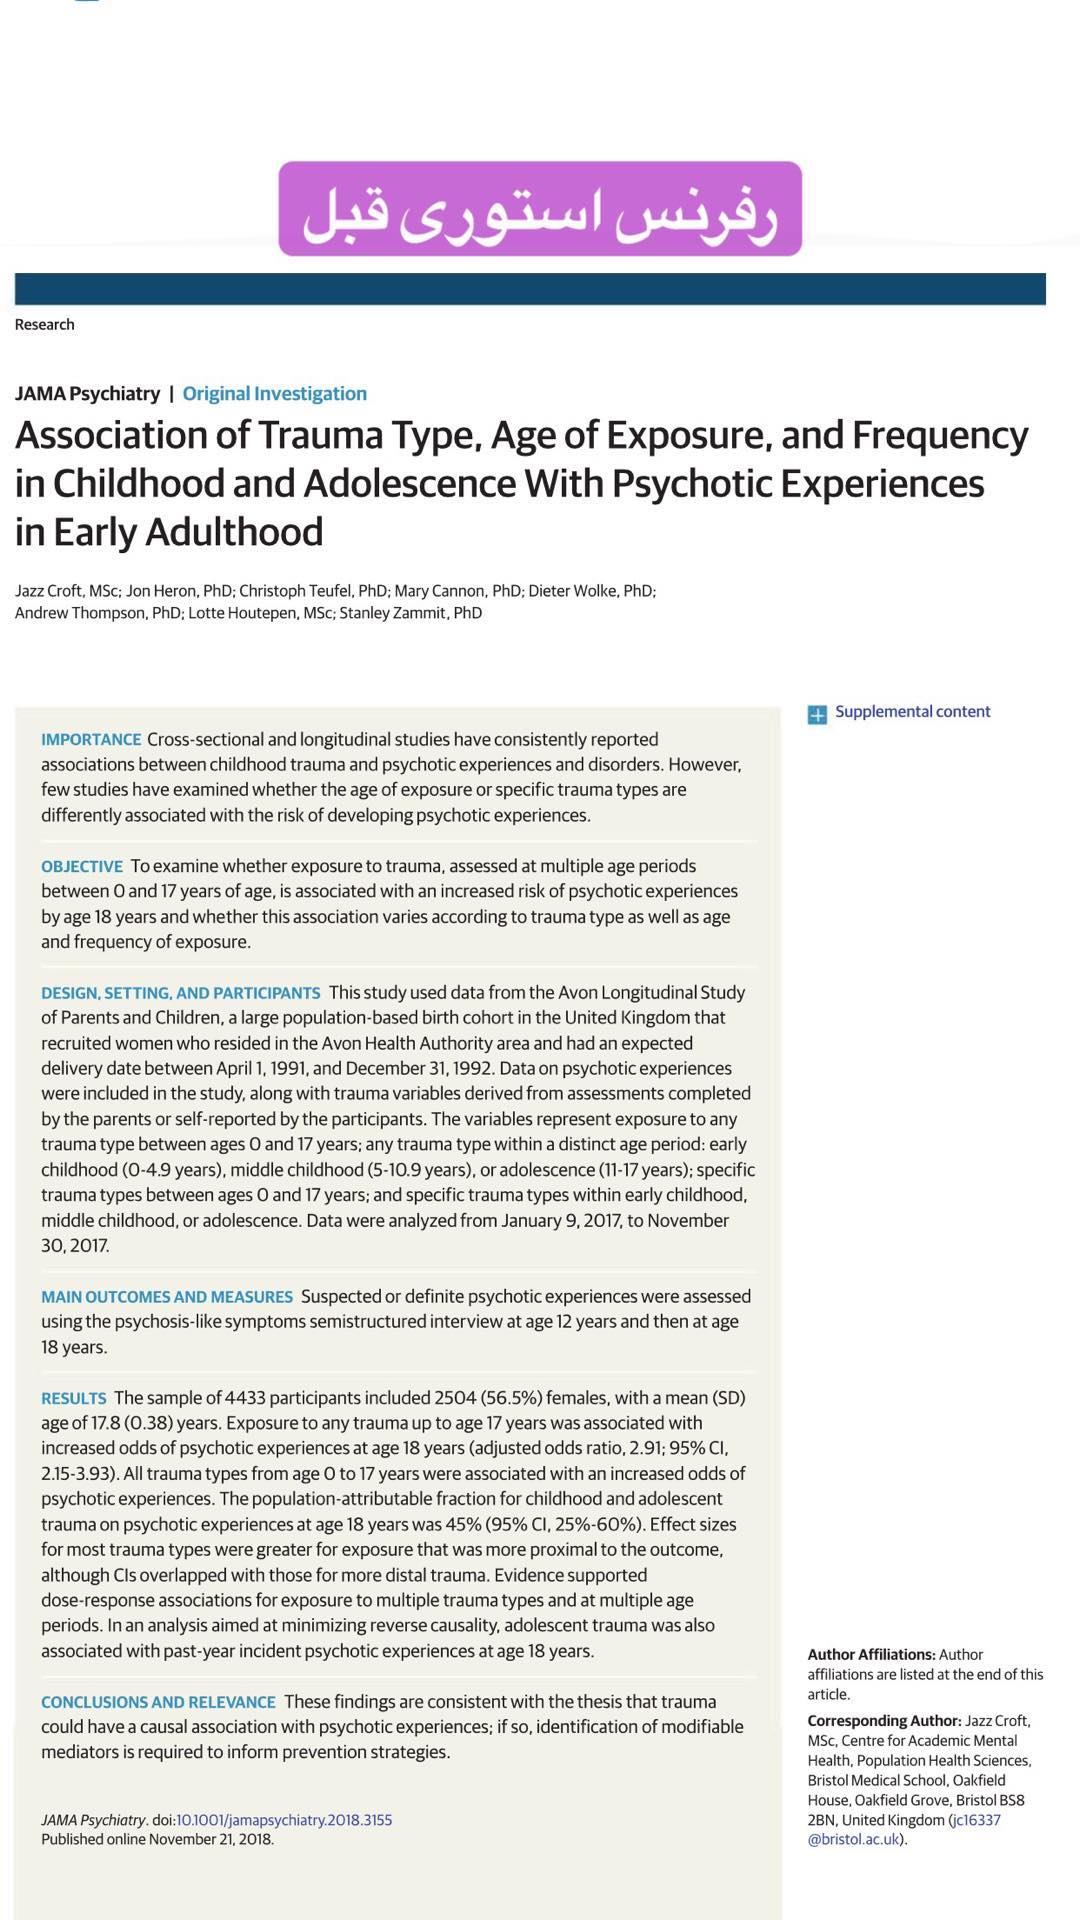 رفرنس استوری قبل
Research
JAMA Psychiatry | Original Investigation
Association of Trauma Type, Age of Exposure, and Frequency
in Childhood and Adolescence With Psychotic Experiences
in Early Adulthood
Jazz Croft, MSc; Jon Heron, PhD; Christoph Teufel, PhD; Mary Cannon, PhD; Dieter Wolke, PhD;
Andrew Thompson, PhD; Lotte Houtepen, MSc; Stanley Zammit, PhD
IMPORTANCE Cross-sectional and longitudinal studies have consistently reported
associations between childhood trauma and psychotic experiences and disorders. However,
few studies have examined whether the age of exposure or specific trauma types are
differently associated with the risk of developing psychotic experiences.
OBJECTIVE To examine whether exposure to trauma, assessed at multiple age periods
between 0 and 17 years of age, is associated with an increased risk of psychotic experiences
by age 18 years and whether this association varies according to trauma type as well as age
and frequency of exposure.
DESIGN, SETTING, AND PARTICIPANTS This study used data from the Avon Longitudinal Study
of Parents and Children, a large population-based birth cohort in the United Kingdom that
recruited women who resided in the Avon Health Authority area and had an expected
delivery date between April 1, 1991, and December 31, 1992. Data on psychotic experiences
were included in the study, along with trauma variables derived from assessments completed
by the parents or self-reported by the participants. The variables represent exposure to any
trauma type between ages 0 and 17 years; any trauma type within a distinct age period: early
childhood (0-4.9 years), middle childhood (5-10.9 years), or adolescence (11-17 years); specific
trauma types between ages 0 and 17 years; and specific trauma types within early childhood,
middle childhood, or adolescence. Data were analyzed from January 9, 2017, to November
30, 2017.
MAIN OUTCOMES AND MEASURES Suspected or definite psychotic experiences were assessed
using the psychosis-like symptoms semistructured interview at age 12 years and then at age
18 years.
RESULTS The sample of 4433 participants included 2504 (56.5%) females, with a mean (SD)
age of 17.8 (0.38) years. Exposure to any trauma up to age 17 years was associated with
increased odds of psychotic experiences at age 18 years (adjusted odds ratio, 2.91; 95% CI,
2.15-3.93). All trauma types from age 0 to 17 years were associated with an increased odds of
psychotic experiences. The population-attributable fraction for childhood and adolescent
trauma on psychotic experiences at age 18 years was 45% (95% CI, 25%-60%). Effect sizes
for most trauma types were greater for exposure that was more proximal to the outcome,
although CIs overlapped with those for more distal trauma. Evidence supported
dose-response associations for exposure to multiple trauma types and at multiple age
periods. In an analysis aimed at minimizing reverse causality, adolescent trauma was also
associated with past-year incident psychotic experiences at age 18 years.
CONCLUSIONS AND RELEVANCE These findings are consistent with the thesis that trauma
could have a causal association with psychotic experiences; if so, identification of modifiable
mediators is required to inform prevention strategies.
JAMA Psychiatry. doi:10.1001/jamapsychiatry.2018.3155
Published online November 21, 2018.
Supplemental content
Author Affiliations: Author
affiliations are listed at the end of this
article.
Corresponding Author: Jazz Croft,
MSc, Centre for Academic Mental
Health, Population Health Sciences,
Bristol Medical School, Oakfield
House, Oakfield Grove, Bristol BS8
2BN, United Kingdom (jc16337
@bristol.ac.uk).